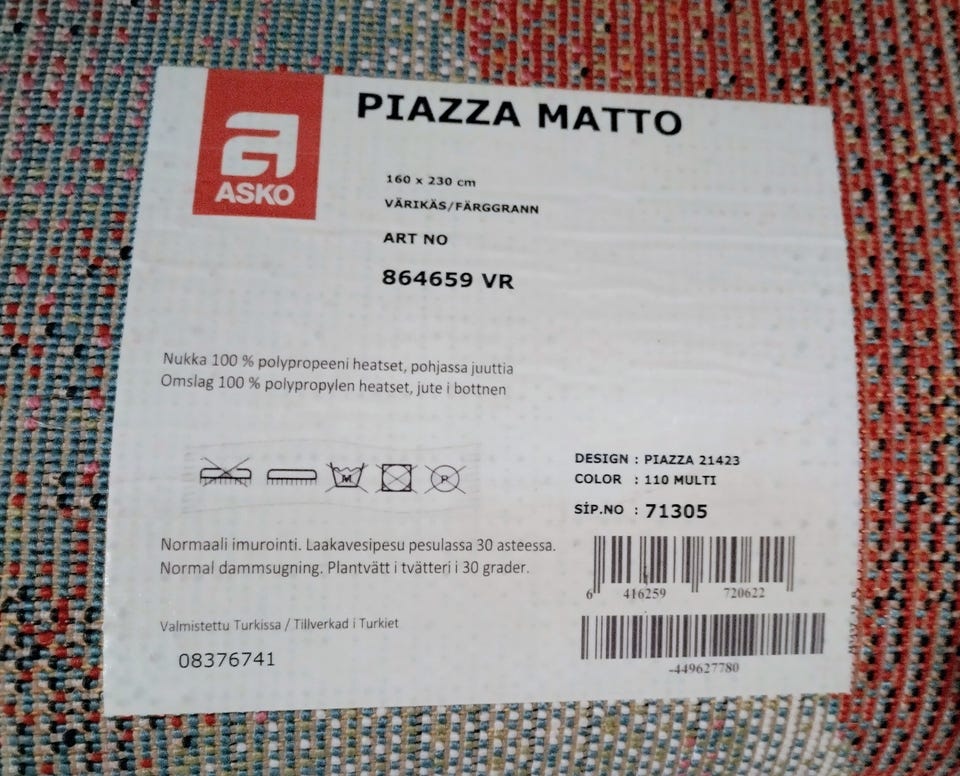 ASKO
PIAZZA MATTO
160 x 230 cm
VÄRIKÄS/FÄRGGRANN
ART NO
864659 VR
Nukka 100 % polypropeeni heatset, pohjassa juuttia
Omslag 100 % polypropylen heatset, jute i bottnen
DESIGN : PIAZZA 21423
COLOR : 110 MULTI
SİP.NO : 71305
Normaali imurointi. Laakavesipesu pesulassa 30 asteessa.
Normal dammsugning. Plantvätt i tvätteri i 30 grader.
6 416259 720622
Valmistettu Turkissa / Tillverkad i Turkiet
08376741
-449627780